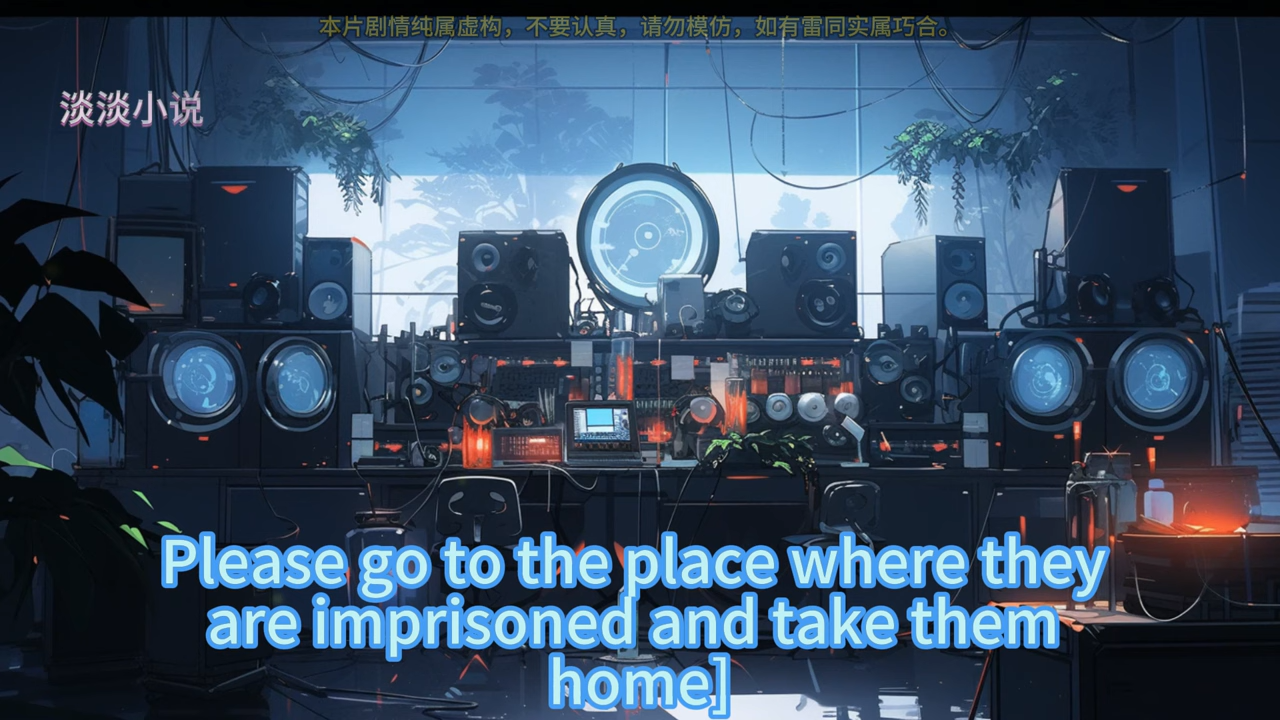 本片剧情纯属虚构，不要认真，请勿模仿，如有雷同实属巧合。
淡淡小说
Please go to the place where they
are imprisoned and take them
home]